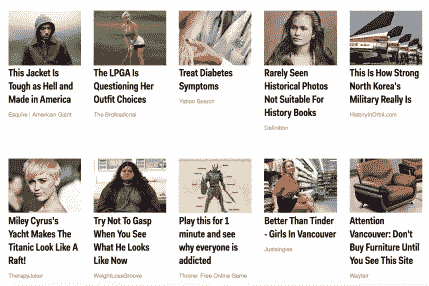 This Jacket Is
Tough as Hell and
Made in America
Esquire | American Giant
The LPGA Is
Questioning Her
Outfit Choices
The Brofessional
Treat Diabetes
Symptoms
Yahoo Search
Rarely Seen
Historical Photos
Not Suitable For
History Books
Definition
This Is How Strong
North Korea's
Military Really Is
HistoryInOrbit.com
Miley Cyrus's
Yacht Makes The
Titanic Look Like A
Raft!
TherapyJoker
Try Not To Gasp
When You See
What He Looks
Like Now
WeightLossGroove
Play this for 1
minute and see
why everyone is
addicted
Throne: Free Online Game
Better Than Tinder
- Girls In Vancouver
Justsingles
Attention
Vancouver: Don't
Buy Furniture Until
You See This Site
Wayfair